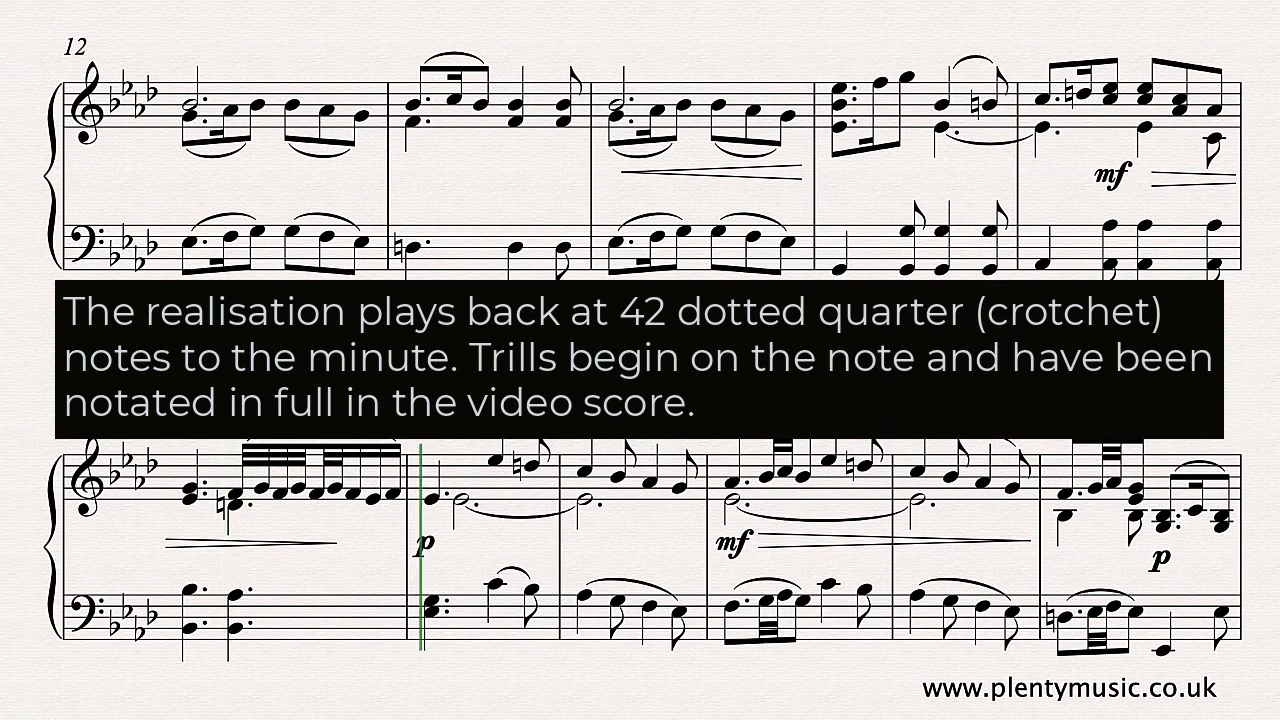 12
mf
The realisation plays back at 42 dotted quarter (crotchet)
notes to the minute. Trills begin on the note and have been
notated in full in the video score.
p
mf
p
www.plentymusic.co.uk